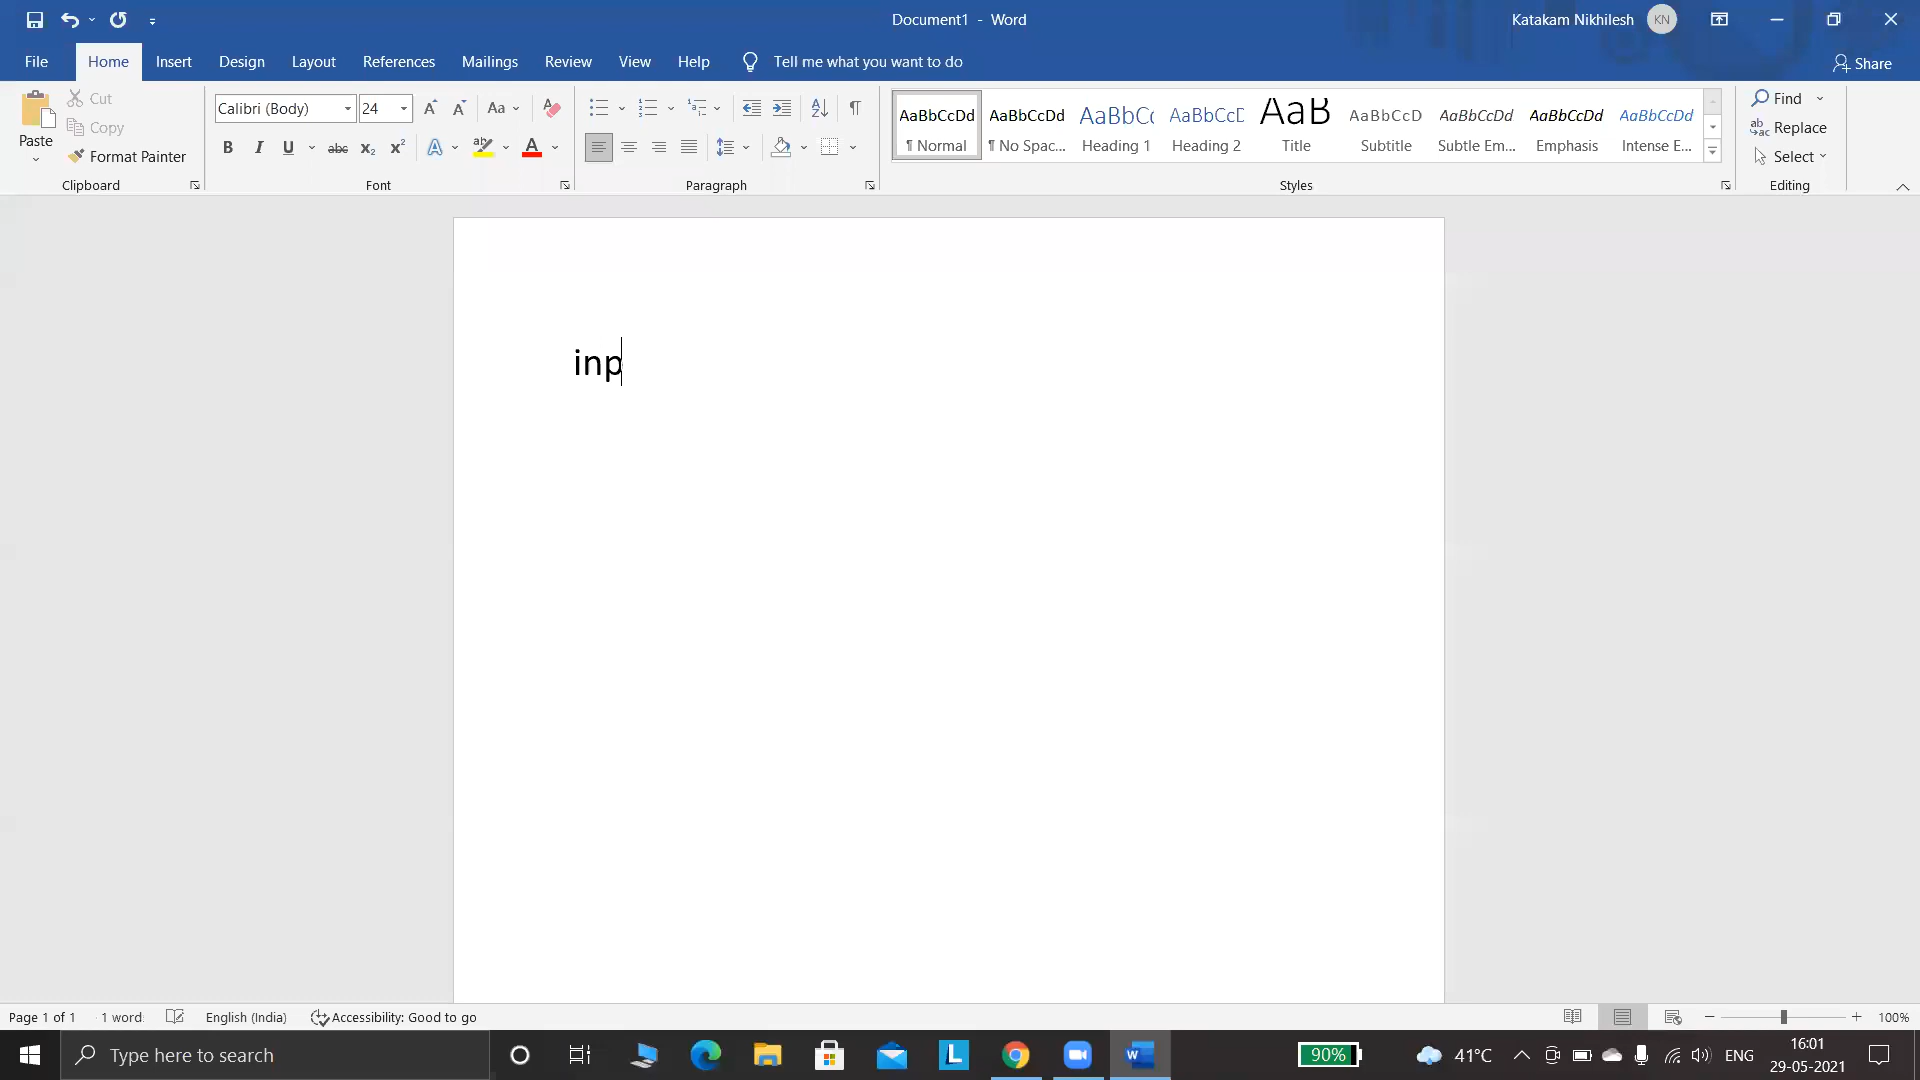 Document1 - Word
Katakam Nikhilesh
KN
File
Home
Insert
Design
Layout
References
Mailings
Review
View
Help
Tell me what you want to do
Share
Paste
Cut
Copy
Format Painter
Clipboard
Calibri (Body)
24
Font
Paragraph
AaBbCcDd
¶ Normal
AaBbCcDd
¶ No Spac...
AaBbCc
Heading 1
AaBbCcD
Heading 2
AaB
Title
AaBbCcD
Subtitle
AaBbCcDd
Subtle Em...
AaBbCcDd
Emphasis
AaBbCcDd
Intense E...
Styles
Find
Replace
Select
Editing
inp
Page 1 of 1
1 word
English (India)
Accessibility: Good to go
100%
Type here to search
90%
41°C
ENG
16:01
29-05-2021